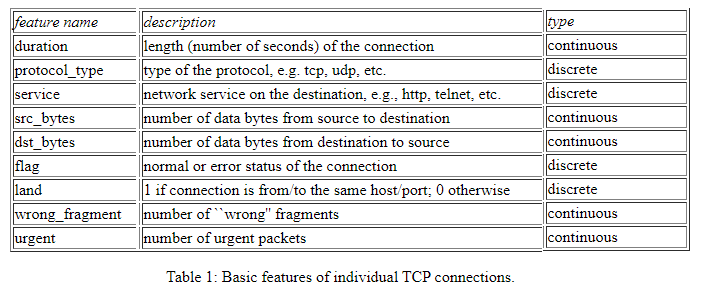 feature name description type
duration length (number of seconds) of the connection continuous
protocol_type type of the protocol, e.g. tcp, udp, etc. discrete
service network service on the destination, e.g., http, telnet, etc. discrete
src_bytes number of data bytes from source to destination continuous
dst_bytes number of data bytes from destination to source continuous
flag normal or error status of the connection discrete
land 1 if connection is from/to the same host/port; 0 otherwise discrete
wrong_fragment number of ``wrong'' fragments continuous
urgent number of urgent packets continuous
Table 1: Basic features of individual TCP connections.